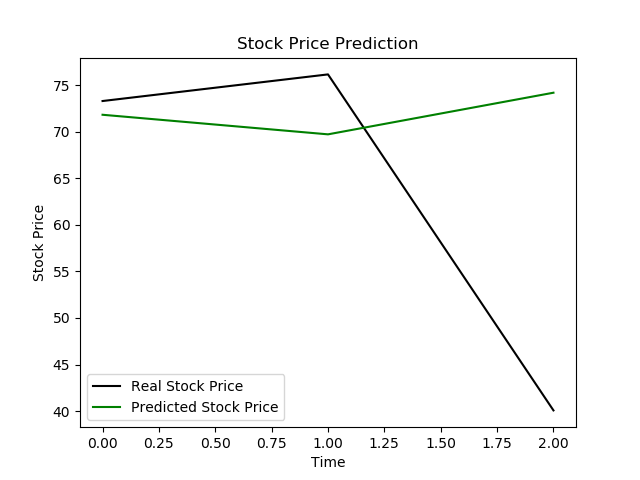 Stock Price Prediction
75
70
65
60
55
50
45
40
Stock Price
Real Stock Price
Predicted Stock Price
0.00 0.25 0.50 0.75 1.00 1.25 1.50 1.75 2.00
Time